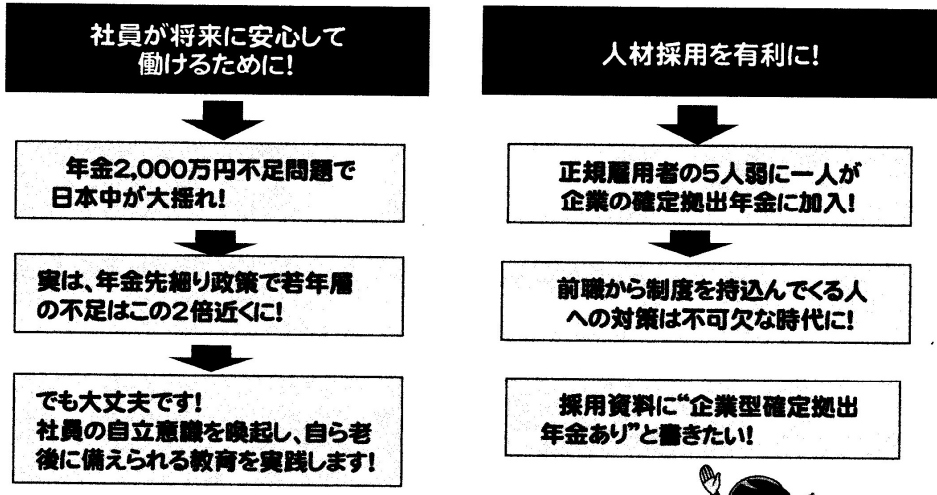 社員が将来に安心して
働けるために!
年金2,000万円不足問題で
日本中が大揺れ!
実は、年金先細り政策で若年層
の不足はこの2倍近くに!
でも大丈夫です!
社員の自立意識を喚起し、自ら老
後に備えられる教育を実践します!
人材採用を有利に!
正規雇用者の5人弱に一人が
企業の確定拠出年金に加入!
前職から制度を持込んでくる人
への対策は不可欠な時代に!
採用資料に“企業型確定拠出
年金あり”と書きたい!